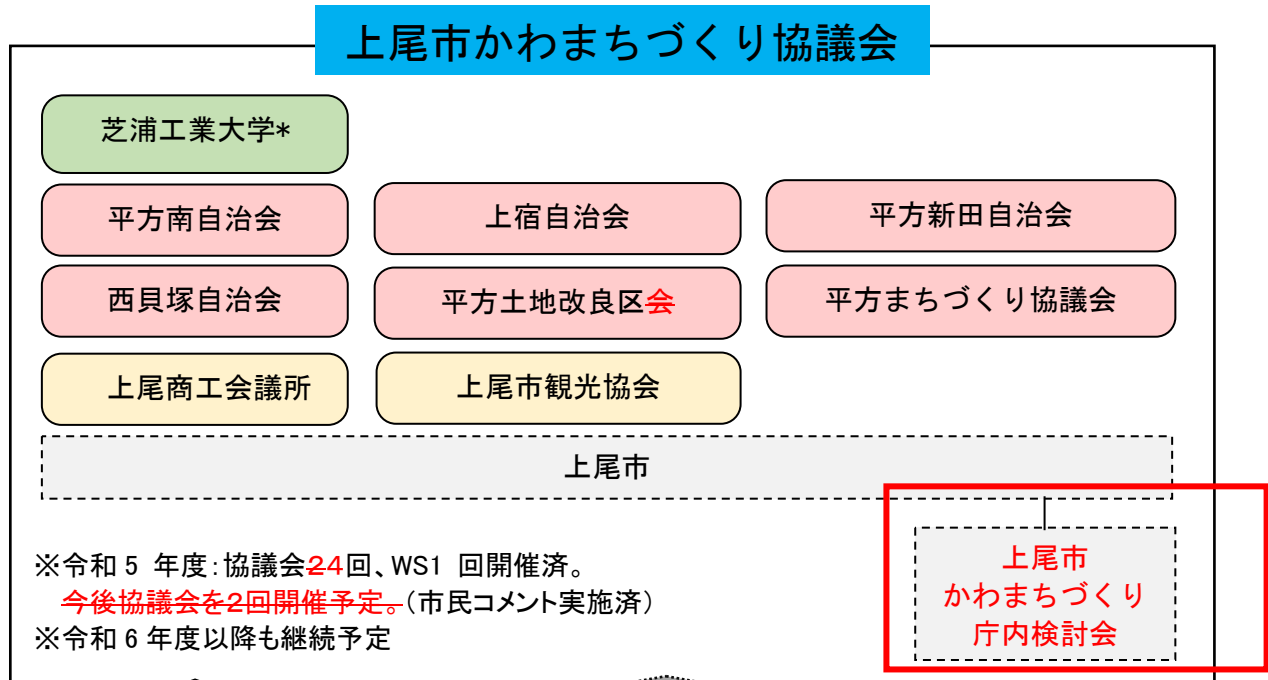 上尾市かわまちづくり協議会
芝浦工業大学*
平方南自治会
上宿自治会
平方新田自治会
西貝塚自治会
平方土地改良区会
平方まちづくり協議会
上尾商工会議所
上尾市観光協会
上尾市
上尾市
かわまちづくり
庁内検討会
※令和5 年度:協議会24回、WS1 回開催済。
今後協議会を2回開催予定。(市民コメント実施済)
※令和6年度以降も継続予定